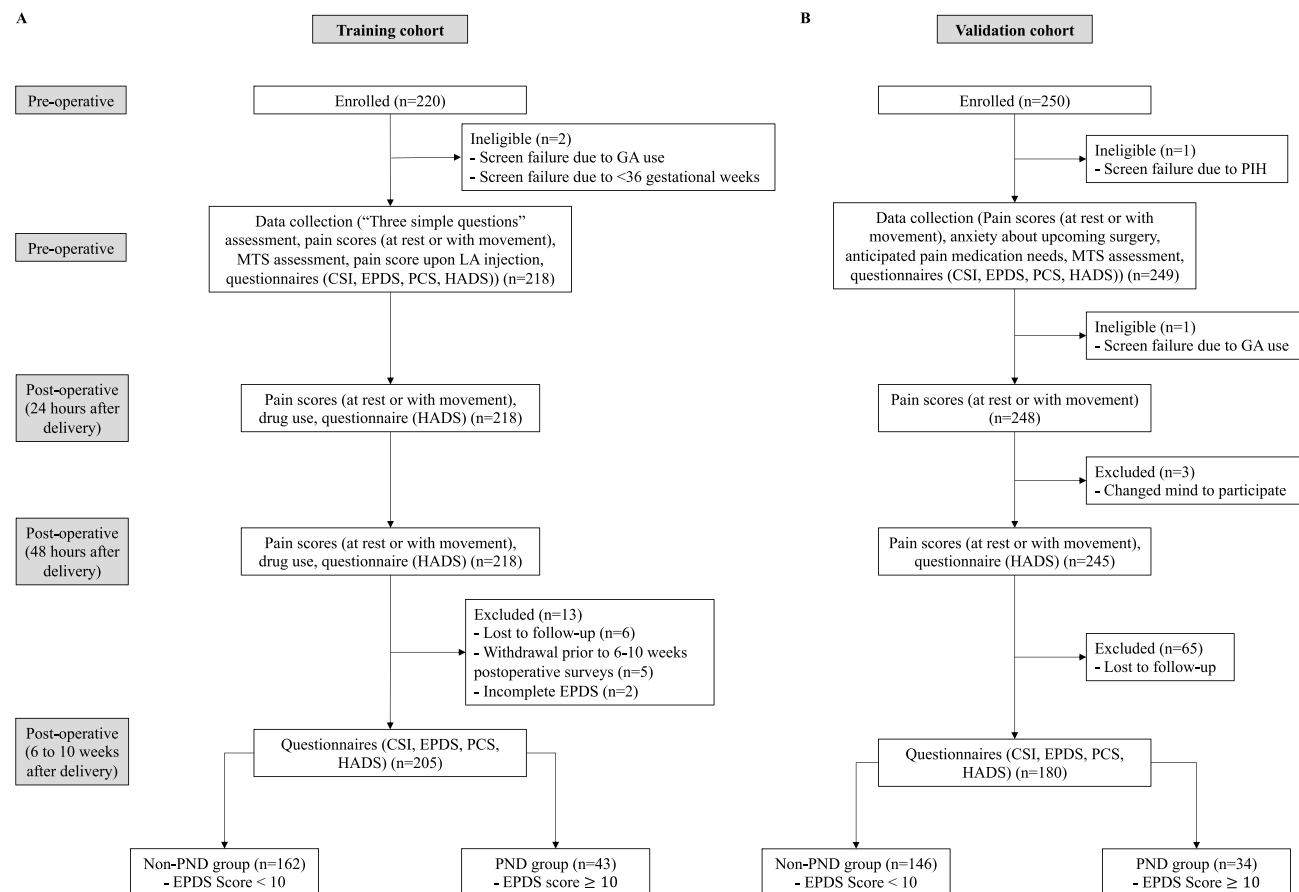 A
Training cohort
Pre-operative
Enrolled (n=220)
Ineligible (n=2)
- Screen failure due to GA use
- Screen failure due to <36 gestational weeks
Pre-operative
Data collection (“Three simple questions”
assessment, pain scores (at rest or with movement),
MTS assessment, pain score upon LA injection,
questionnaires (CSI, EPDS, PCS, HADS)) (n=218)
Post-operative
(24 hours after
delivery)
Pain scores (at rest or with movement),
drug use, questionnaire (HADS) (n=218)
Post-operative
(48 hours after
delivery)
Pain scores (at rest or with movement),
drug use, questionnaire (HADS) (n=218)
Excluded (n=13)
- Lost to follow-up (n=6)
- Withdrawal prior to 6-10 weeks
postoperative surveys (n=5)
- Incomplete EPDS (n=2)
Post-operative
(6 to 10 weeks
after delivery)
Questionnaires (CSI, EPDS, PCS,
HADS) (n=205)
Non-PND group (n=162)
- EPDS Score < 10
PND group (n=43)
- EPDS score ≥ 10
B
Validation cohort
Enrolled (n=250)
Ineligible (n=1)
- Screen failure due to PIH
Data collection (Pain scores (at rest or with
movement), anxiety about upcoming surgery,
anticipated pain medication needs, MTS assessment,
questionnaires (CSI, EPDS, PCS, HADS)) (n=249)
Ineligible (n=1)
- Screen failure due to GA use
Pain scores (at rest or with movement)
(n=248)
Excluded (n=3)
- Changed mind to participate
Pain scores (at rest or with movement),
questionnaire (HADS) (n=245)
Excluded (n=65)
- Lost to follow-up
Questionnaires (CSI, EPDS, PCS,
HADS) (n=180)
Non-PND group (n=146)
- EPDS Score < 10
PND group (n=34)
- EPDS Score ≥ 10